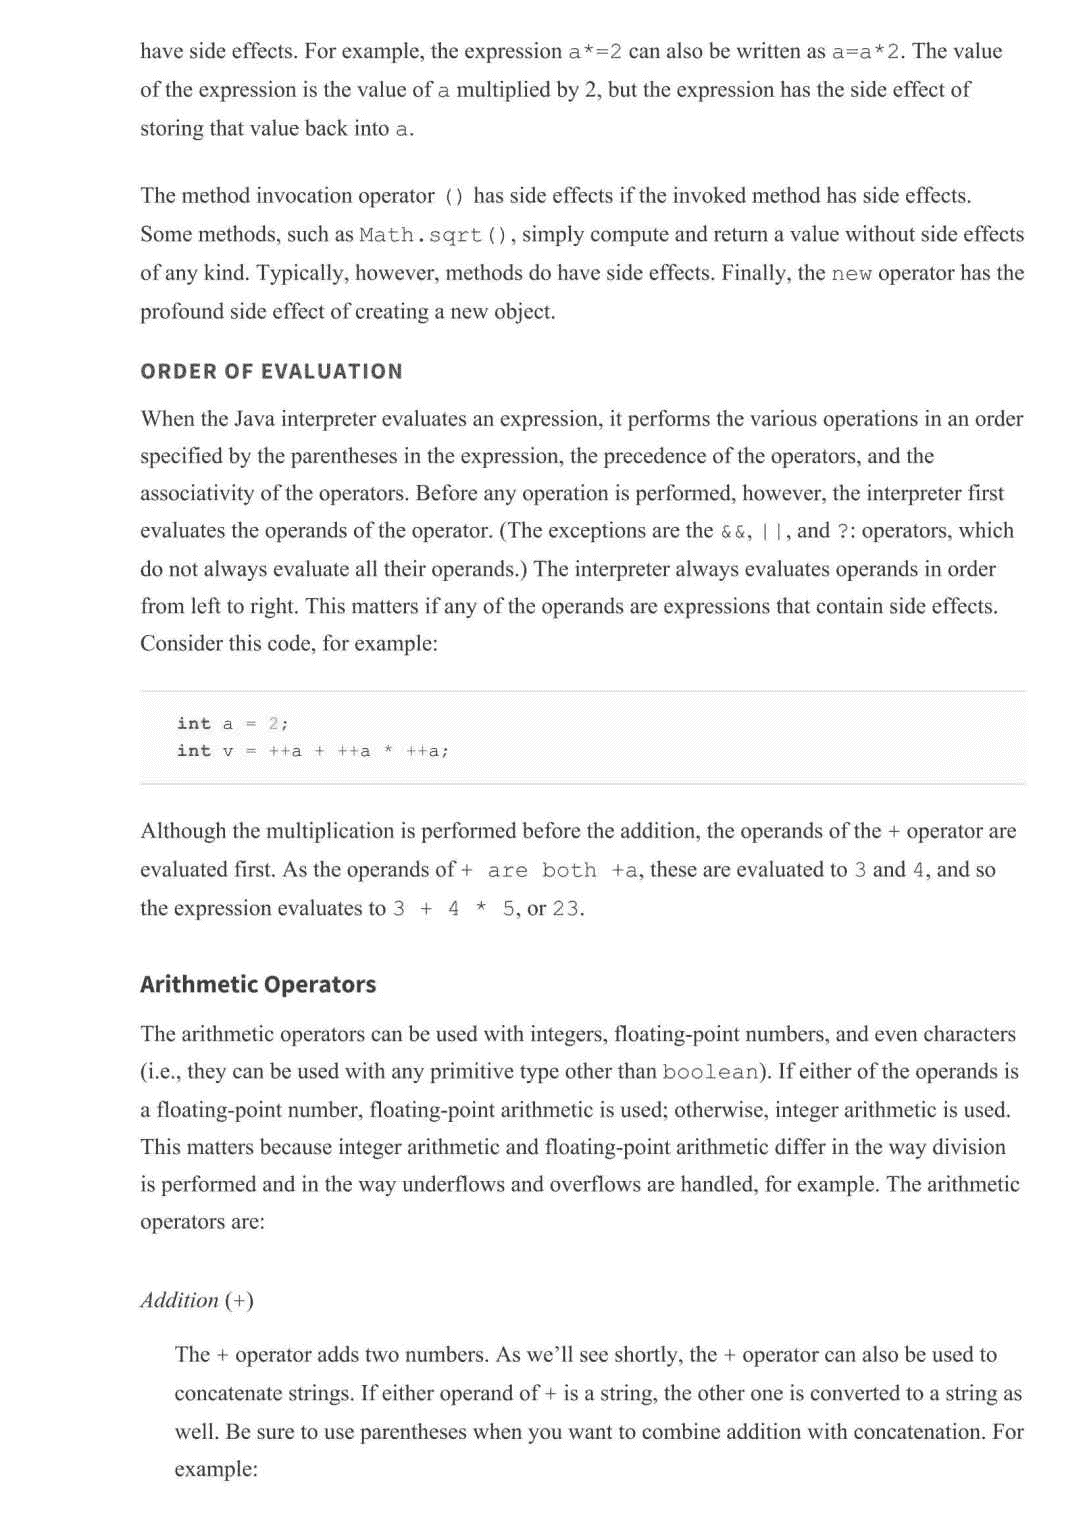 have side effects. For example, the expression a*=2 can also be written as a=a*2. The value
of the expression is the value of a multiplied by 2, but the expression has the side effect of
storing that value back into a.
The method invocation operator () has side effects if the invoked method has side effects.
Some methods, such as Math.sqrt(), simply compute and return a value without side effects
of any kind. Typically, however, methods do have side effects. Finally, the new operator has the
profound side effect of creating a new object.
ORDER OF EVALUATION
When the Java interpreter evaluates an expression, it performs the various operations in an order
specified by the parentheses in the expression, the precedence of the operators, and the
associativity of the operators. Before any operation is performed, however, the interpreter first
evaluates the operands of the operator. (The exceptions are the &&, ||, and ?: operators, which
do not always evaluate all their operands.) The interpreter always evaluates operands in order
from left to right. This matters if any of the operands are expressions that contain side effects.
Consider this code, for example:
int a = 2;
int v = ++a + ++a * ++a;
Although the multiplication is performed before the addition, the operands of the + operator are
evaluated first. As the operands of + are both +a, these are evaluated to 3 and 4, and so
the expression evaluates to 3 + 4 * 5, or 23.
Arithmetic Operators
The arithmetic operators can be used with integers, floating-point numbers, and even characters
(i.e., they can be used with any primitive type other than boolean). If either of the operands is
a floating-point number, floating-point arithmetic is used; otherwise, integer arithmetic is used.
This matters because integer arithmetic and floating-point arithmetic differ in the way division
is performed and in the way underflows and overflows are handled, for example. The arithmetic
operators are:
Addition (+)
The + operator adds two numbers. As we’ll see shortly, the + operator can also be used to
concatenate strings. If either operand of + is a string, the other one is converted to a string as
well. Be sure to use parentheses when you want to combine addition with concatenation. For
example: